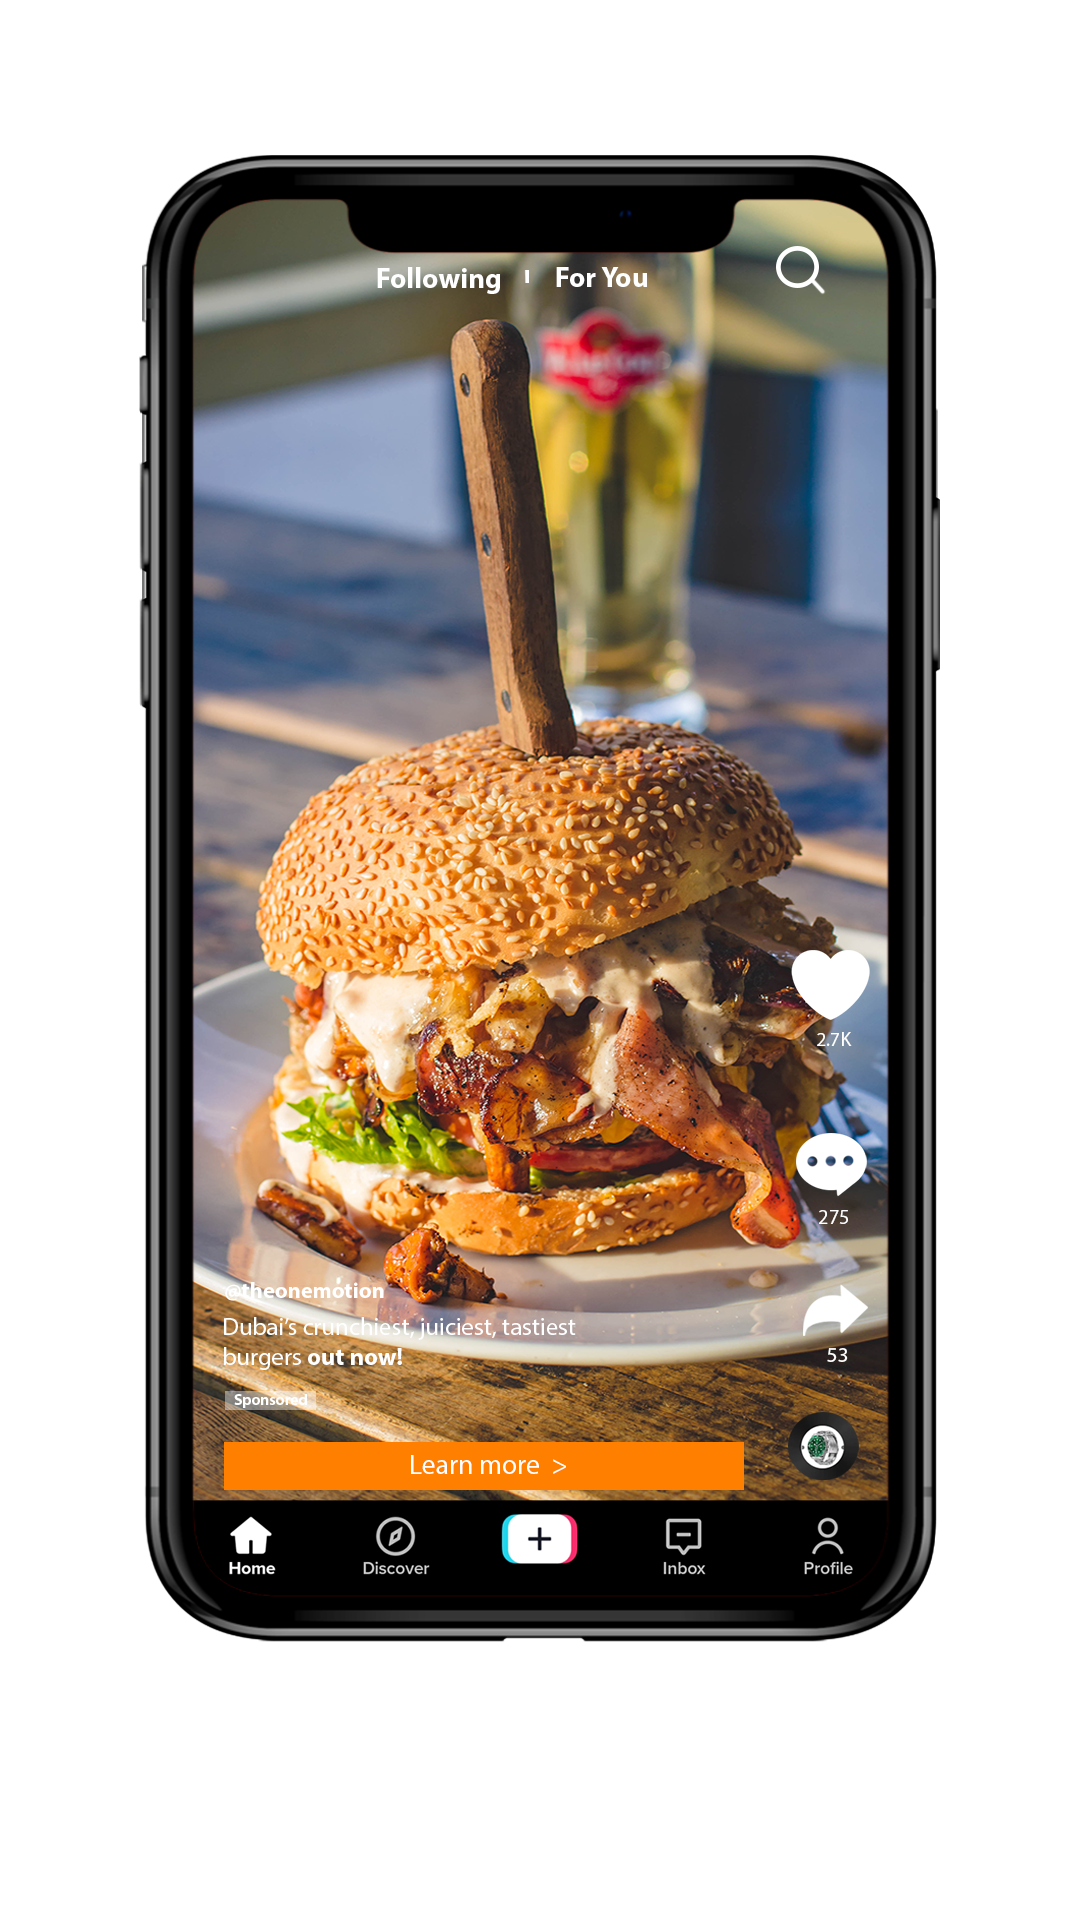 Following
For You
2.7K
275
@theonemotion
Dubai's crunchiest, juiciest, tastiest
burgers out now!
53
Sponsored
Learn more >
Home
Discover
Inbox
Profile